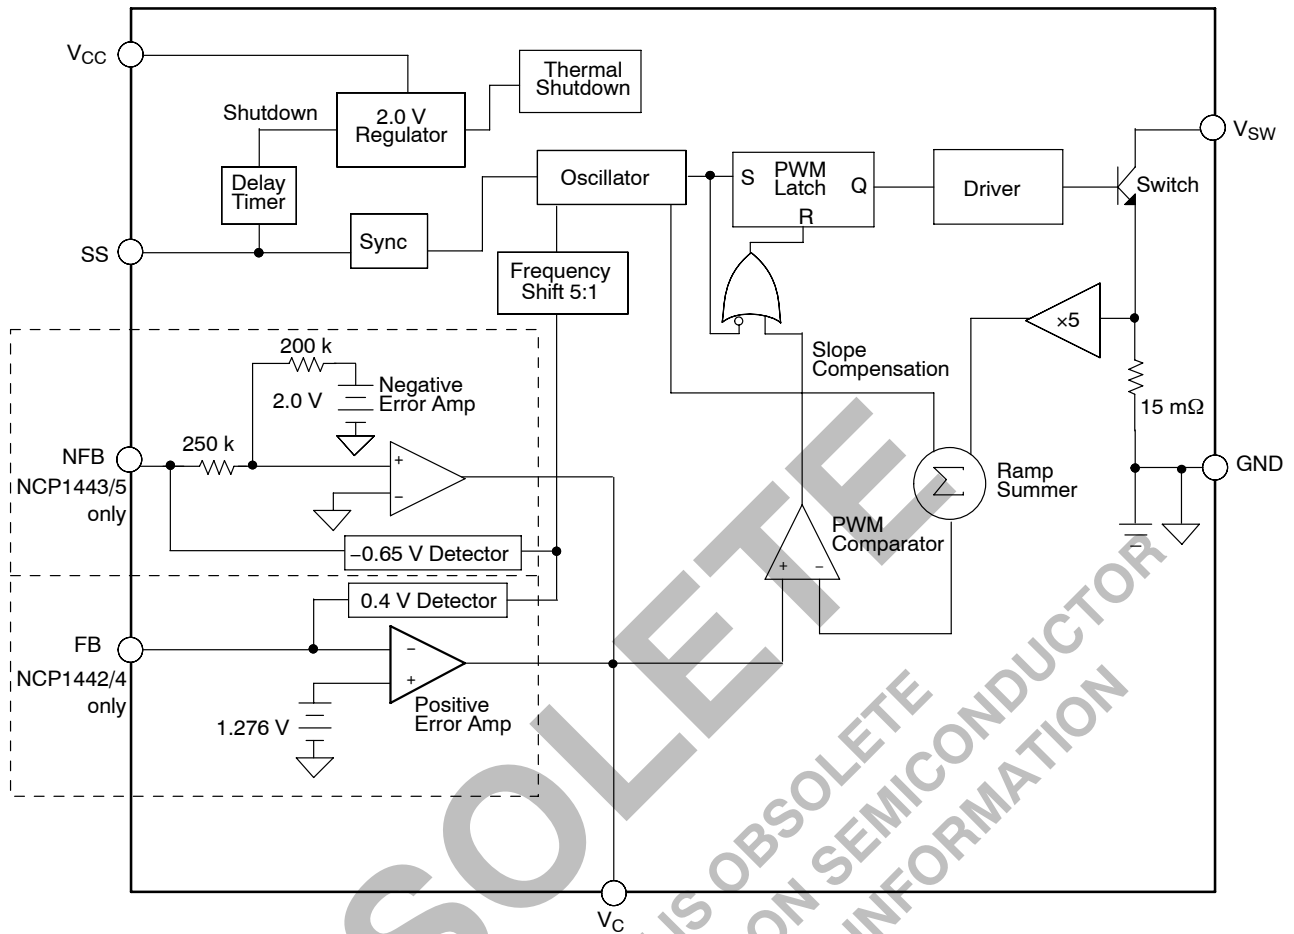 VCC
Thermal
Shutdown
Shutdown
2.0 V
Regulator
VSW
Delay
Timer
Oscillator
S
PWM
Latch
Q
R
Driver
Switch
SS
Sync
Frequency
Shift 5:1
×5
200 k
Slope
Compensation
2.0 V
Negative
Error Amp
15 mΩ
250 k
NFB
NCP1443/5
only
+
−
Σ
Ramp
Summer
GND
−0.65 V Detector
PWM
Comparator
+ −
0.4 V Detector
FB
NCP1442/4
only
−
+
1.276 V
Positive
Error Amp
VC
SOLETE
IS OBSOLETE
ON SEMICONDUCTOR
INFORMATION